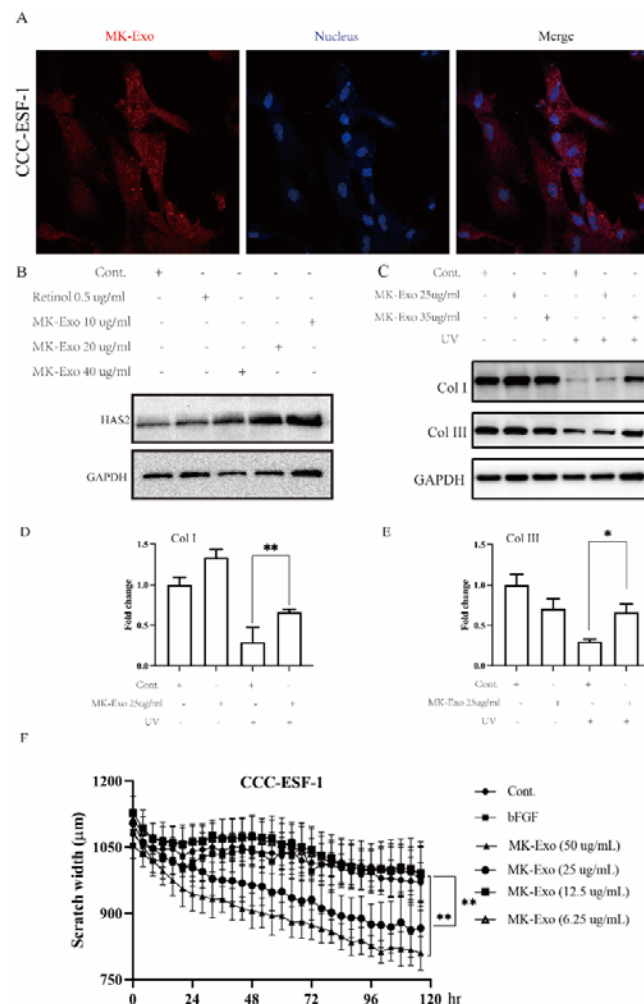 A
MK-Exo Nucleus Merge
CCC-ESF-1
B
Cont. + - - - -
Retinol 0.5 ug/ml - + - - -
MK-Exo 10 ug/ml - - - - +
MK-Exo 20 ug/ml - - - + -
MK-Exo 40 ug/ml - - + - -
HAS2
GAPDH
C
Cont. + - - + - -
MK-Exo 25ug/ml - + - - + -
MK-Exo 35ug/ml - - + - - +
UV - - - + + +
Col I
Col III
GAPDH
D
Col I
**
Fold change
1.5
1.0
0.5
0.0
Cont. + - + -
MK-Exo 25ug/ml - + - +
UV - - + +
E
Col III
*
Fold change
1.5
1.0
0.5
0.0
Cont. + - + -
MK-Exo 25ug/ml - + - +
UV - - + +
F
CCC-ESF-1
Scratch width (μm)
1200
1050
900
750
0 24 48 72 96 120 hr
**
**
Cont.
bFGF
MK-Exo (50 ug/mL)
MK-Exo (25 ug/mL)
MK-Exo (12.5 ug/mL)
MK-Exo (6.25 ug/mL)